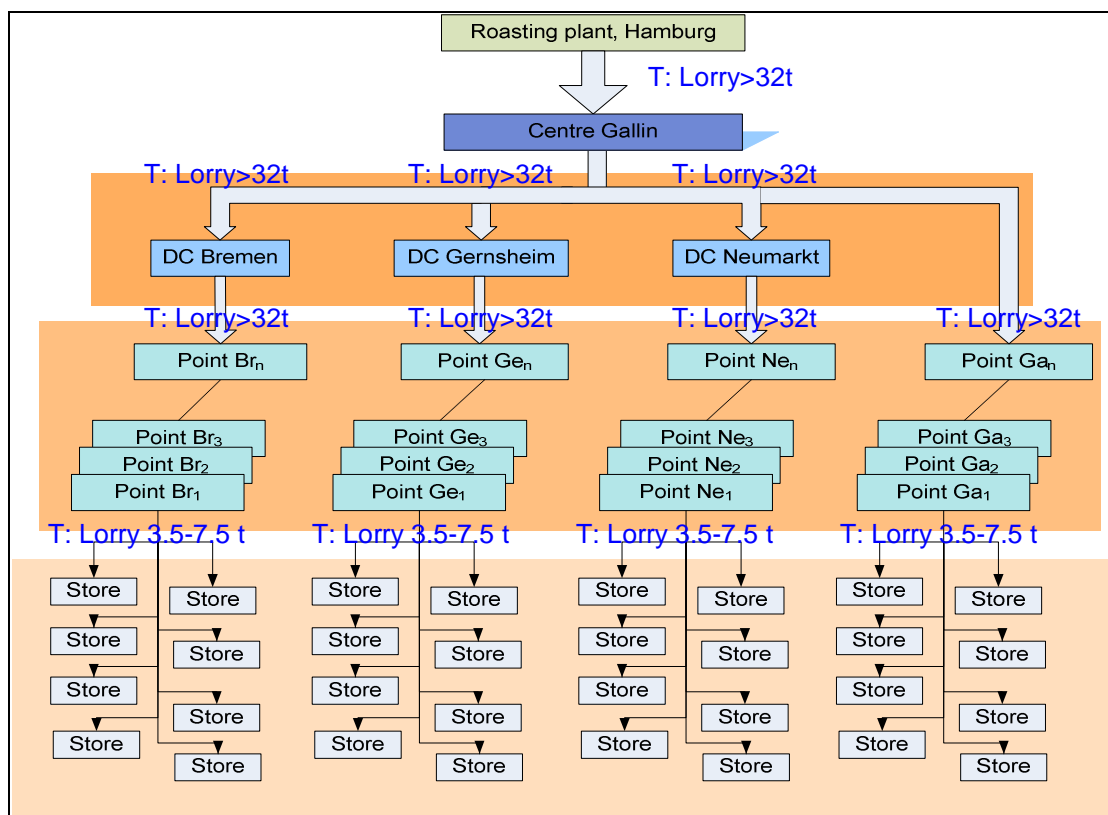 Roasting plant, Hamburg
T: Lorry>32t
Centre Gallin
T: Lorry>32t T: Lorry>32t T: Lorry>32t
DC Bremen DC Gernsheim DC Neumarkt
T: Lorry>32t T: Lorry>32t T: Lorry>32t T: Lorry>32t
Point Brn Point Gen Point Nen Point Gan
Point Br3 Point Ge3 Point Ne3 Point Ga3
Point Br2 Point Ge2 Point Ne2 Point Ga2
Point Br1 Point Ge1 Point Ne1 Point Ga1
T: Lorry 3.5-7.5 t T: Lorry 3.5-7.5 t T: Lorry 3.5-7.5 t T: Lorry 3.5-7.5 t
Store Store Store Store Store Store Store Store
Store Store Store Store Store Store Store Store
Store Store Store Store Store Store Store Store
Store Store Store Store Store Store Store Store